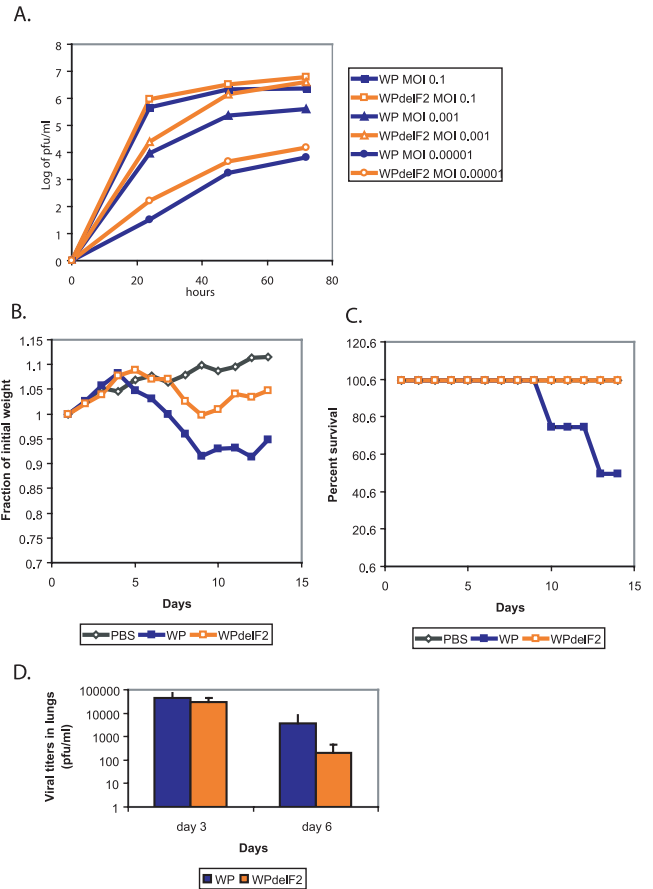 A.
8
7
6
5
4
3
2
1
0
Log of pfu/ml
0 20 40 60 80
hours
WP MOI 0.1
WPdelF2 MOI 0.1
WP MOI 0.001
WPdelF2 MOI 0.001
WP MOI 0.00001
WPdelF2 MOI 0.00001
B.
1.15
1.1
1.05
1
0.95
0.9
0.85
0.8
0.75
0.7
Fraction of initial weight
0 5 10 15
Days
PBS WP WPdelF2
C.
120.6
100.6
80.6
60.6
40.6
20.6
0.6
Percent survival
0 5 10 15
Days
PBS WP WPdelF2
D.
100000
10000
1000
100
10
1
Viral titers in lungs
(pfu/ml)
day 3 day 6
Days
WP WPdelF2